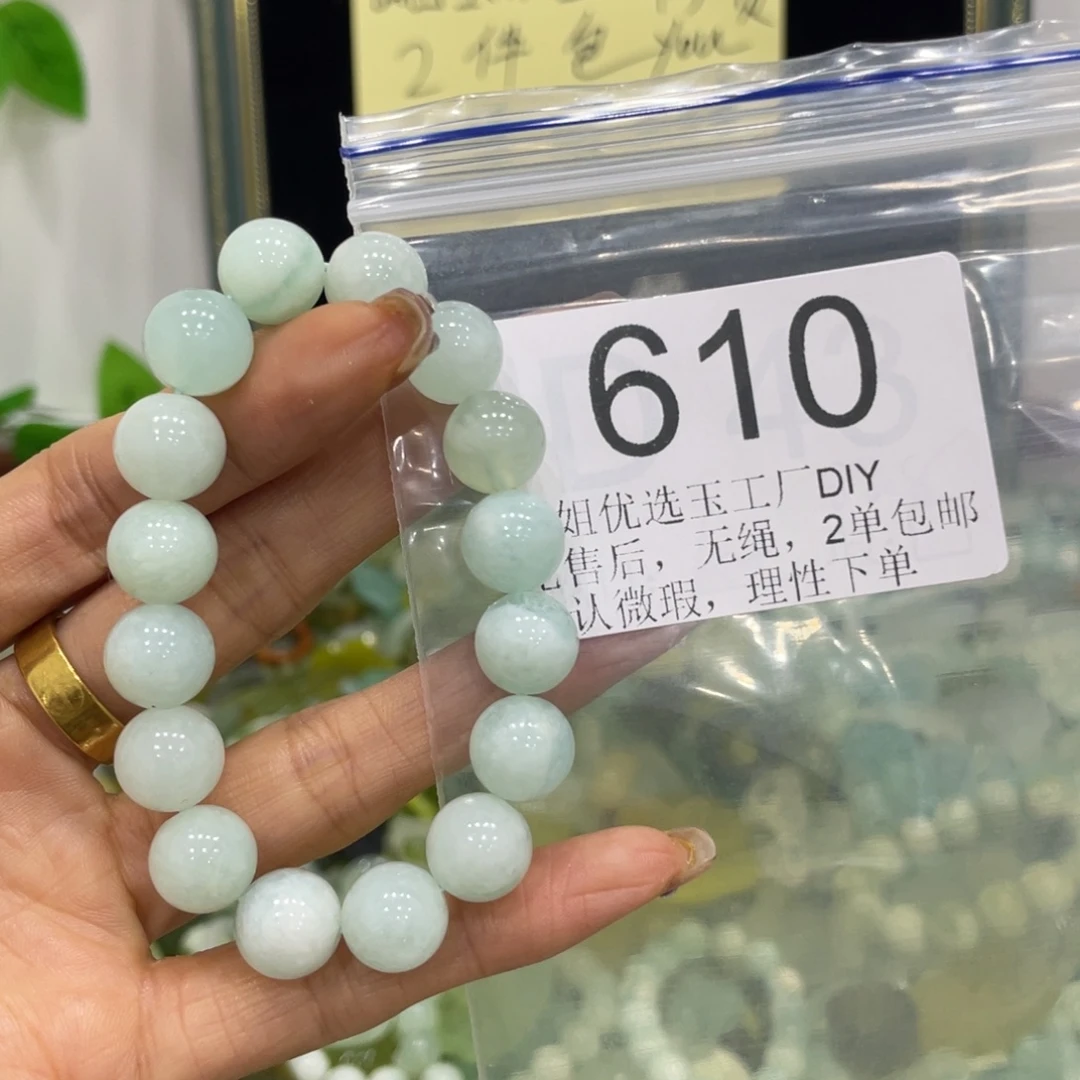 2件包
610
姐优选玉工厂DIY
售后，无绳，2单包邮
认微瑕，理性下单